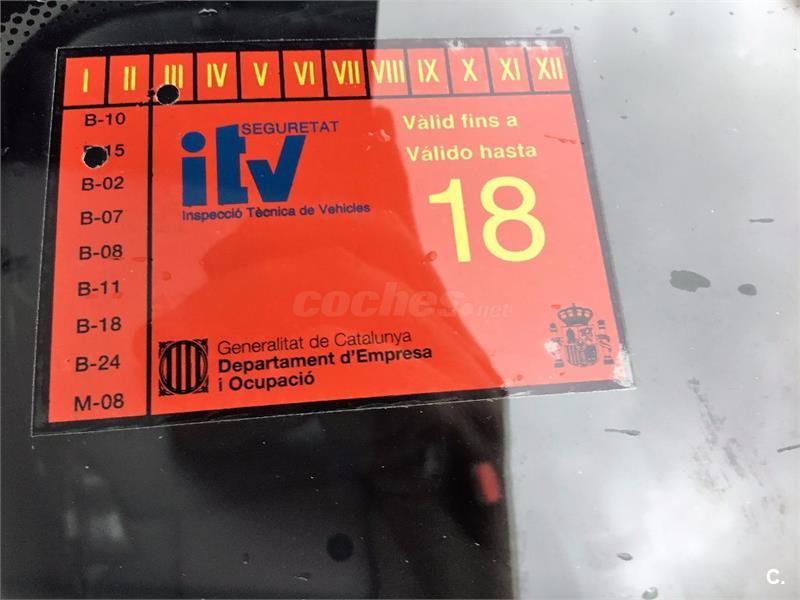 I II III IV V VI VII VIII IX X XI XII
B-10
B-15
B-02
B-07
B-08
B-11
B-18
B-24
M-08
SEGURETAT
itv
Inspecció Tècnica de Vehicles
Vàlid fins a
Válido hasta
18
coches.net
Generalitat de Catalunya
Departament d'Empresa
i Ocupació
C.